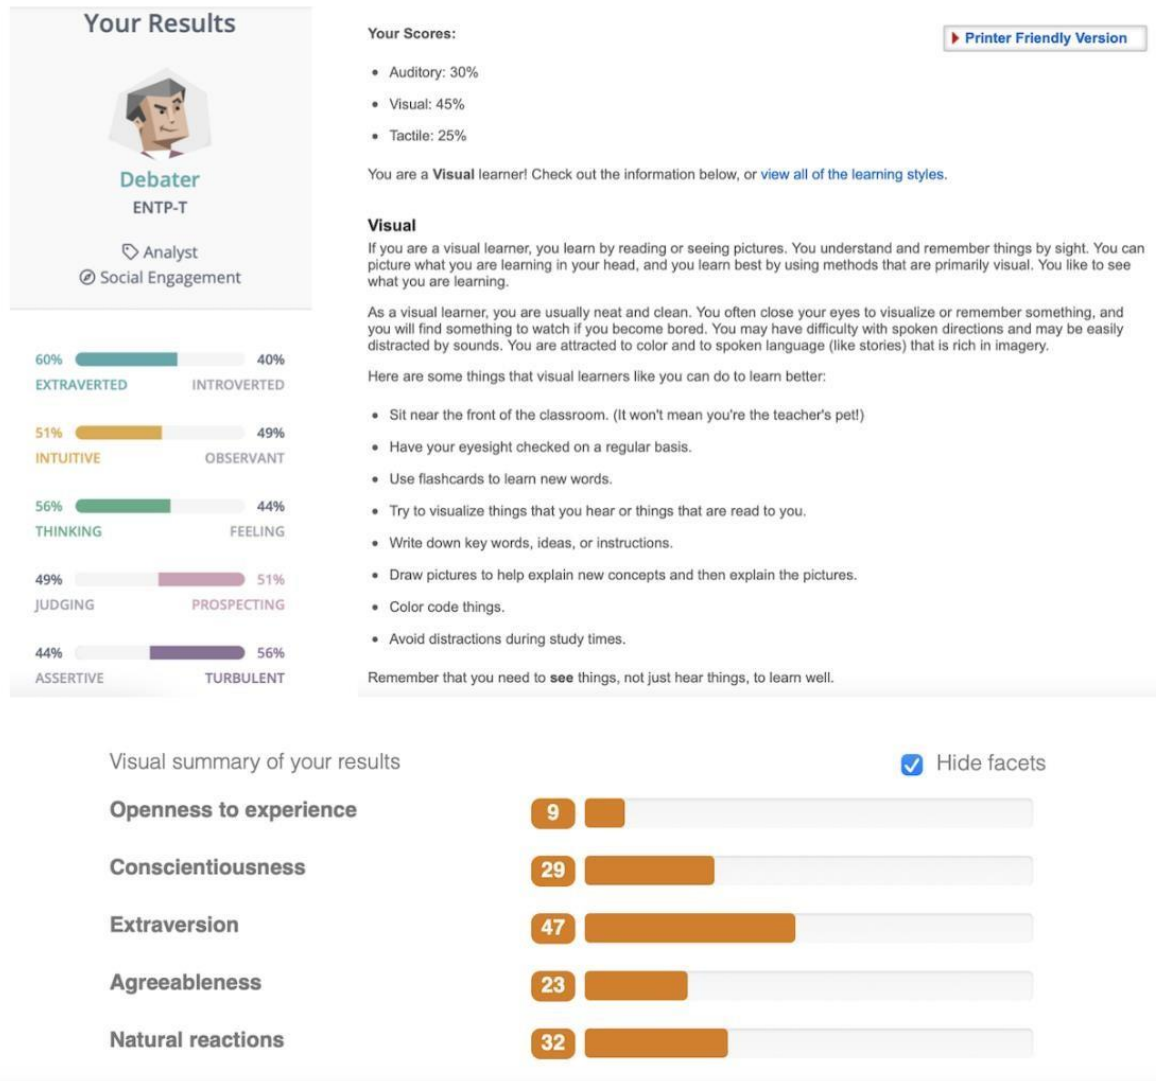 Your Results
Debater
ENTP-T
Analyst
Social Engagement
60% 40%
EXTRAVERTED INTROVERTED
51% 49%
INTUITIVE OBSERVANT
56% 44%
THINKING FEELING
49% 51%
JUDGING PROSPECTING
44% 56%
ASSERTIVE TURBULENT
Your Scores:
Printer Friendly Version
• Auditory: 30%
• Visual: 45%
• Tactile: 25%
You are a Visual learner! Check out the information below, or view all of the learning styles.
Visual
If you are a visual learner, you learn by reading or seeing pictures. You understand and remember things by sight. You can
picture what you are learning in your head, and you learn best by using methods that are primarily visual. You like to see
what you are learning.
As a visual learner, you are usually neat and clean. You often close your eyes to visualize or remember something, and
you will find something to watch if you become bored. You may have difficulty with spoken directions and may be easily
distracted by sounds. You are attracted to color and to spoken language (like stories) that is rich in imagery.
Here are some things that visual learners like you can do to learn better:
• Sit near the front of the classroom. (It won't mean you're the teacher's pet!)
• Have your eyesight checked on a regular basis.
• Use flashcards to learn new words.
• Try to visualize things that you hear or things that are read to you.
• Write down key words, ideas, or instructions.
• Draw pictures to help explain new concepts and then explain the pictures.
• Color code things.
• Avoid distractions during study times.
Remember that you need to see things, not just hear things, to learn well.
Visual summary of your results Hide facets
Openness to experience 9
Conscientiousness 29
Extraversion 47
Agreeableness 23
Natural reactions 32